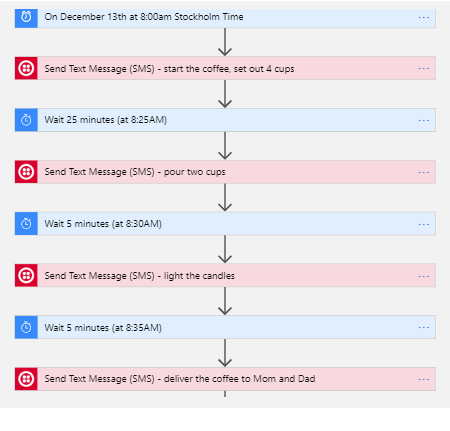 On December 13th at 8:00am Stockholm Time
Send Text Message (SMS) - start the coffee, set out 4 cups
Wait 25 minutes (at 8:25AM)
Send Text Message (SMS) - pour two cups
Wait 5 minutes (at 8:30AM)
Send Text Message (SMS) - light the candles
Wait 5 minutes (at 8:35AM)
Send Text Message (SMS) - deliver the coffee to Mom and Dad